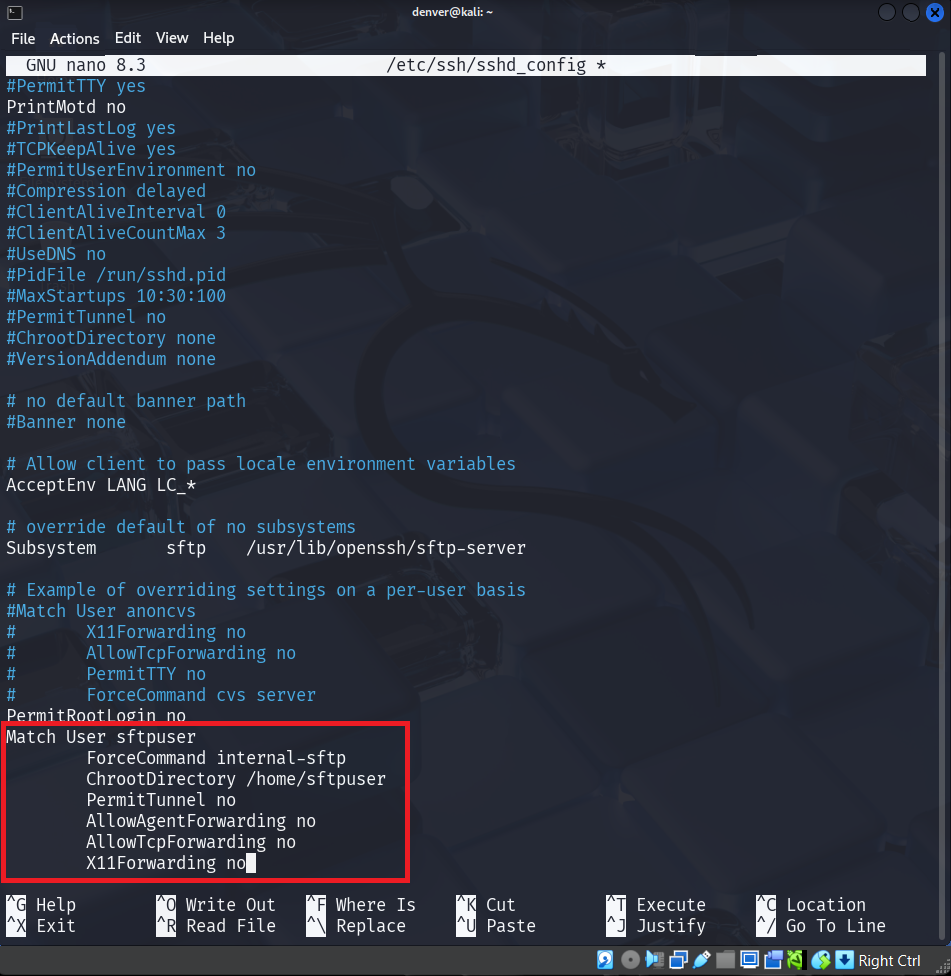 denver@kali: ~
File Actions Edit View Help
GNU nano 8.3 /etc/ssh/sshd_config *
#PermitTTY yes
PrintMotd no
#PrintLastLog yes
#TCPKeepAlive yes
#PermitUserEnvironment no
#Compression delayed
#ClientAliveInterval 0
#ClientAliveCountMax 3
#UseDNS no
#PidFile /run/sshd.pid
#MaxStartups 10:30:100
#PermitTunnel no
#ChrootDirectory none
#VersionAddendum none
# no default banner path
#Banner none
# Allow client to pass locale environment variables
AcceptEnv LANG LC_*
# override default of no subsystems
Subsystem       sftp    /usr/lib/openssh/sftp-server
# Example of overriding settings on a per-user basis
#Match User anoncvs
#       X11Forwarding no
#       AllowTcpForwarding no
#       PermitTTY no
#       ForceCommand cvs server
PermitRootLogin no
Match User sftpuser
        ForceCommand internal-sftp
        ChrootDirectory /home/sftpuser
        PermitTunnel no
        AllowAgentForwarding no
        AllowTcpForwarding no
        X11Forwarding no
^G Help ^O Write Out ^F Where Is ^K Cut ^T Execute ^C Location
^X Exit ^R Read File ^\ Replace ^U Paste ^J Justify ^/ Go To Line
Right Ctrl